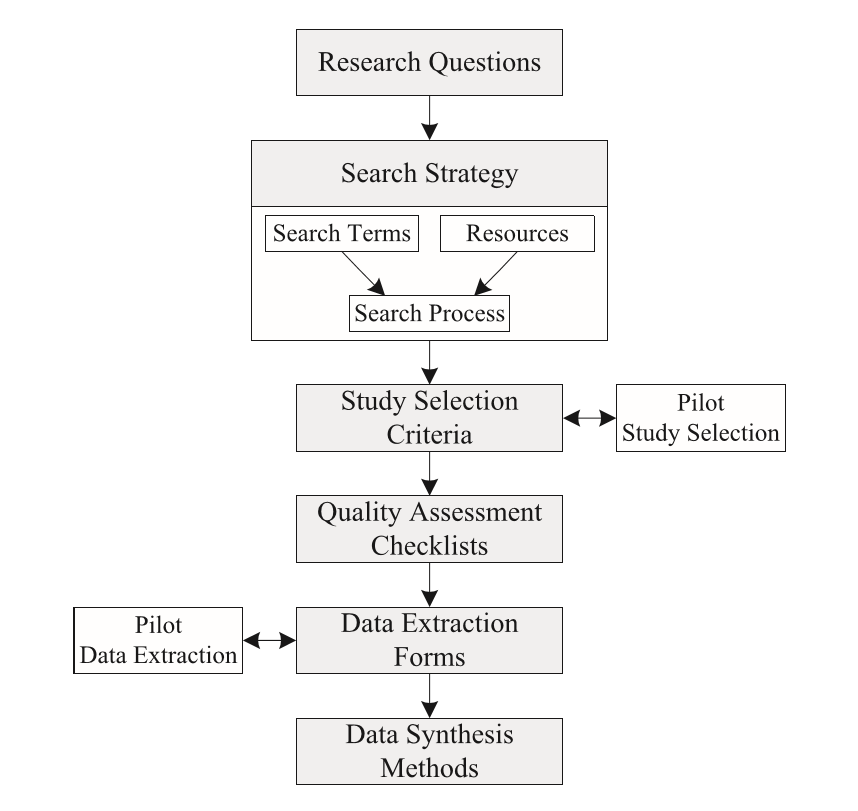 Research Questions
Search Strategy
Search Terms
Resources
Search Process
Study Selection
Criteria
Pilot
Study Selection
Quality Assessment
Checklists
Pilot
Data Extraction
Data Extraction
Forms
Data Synthesis
Methods